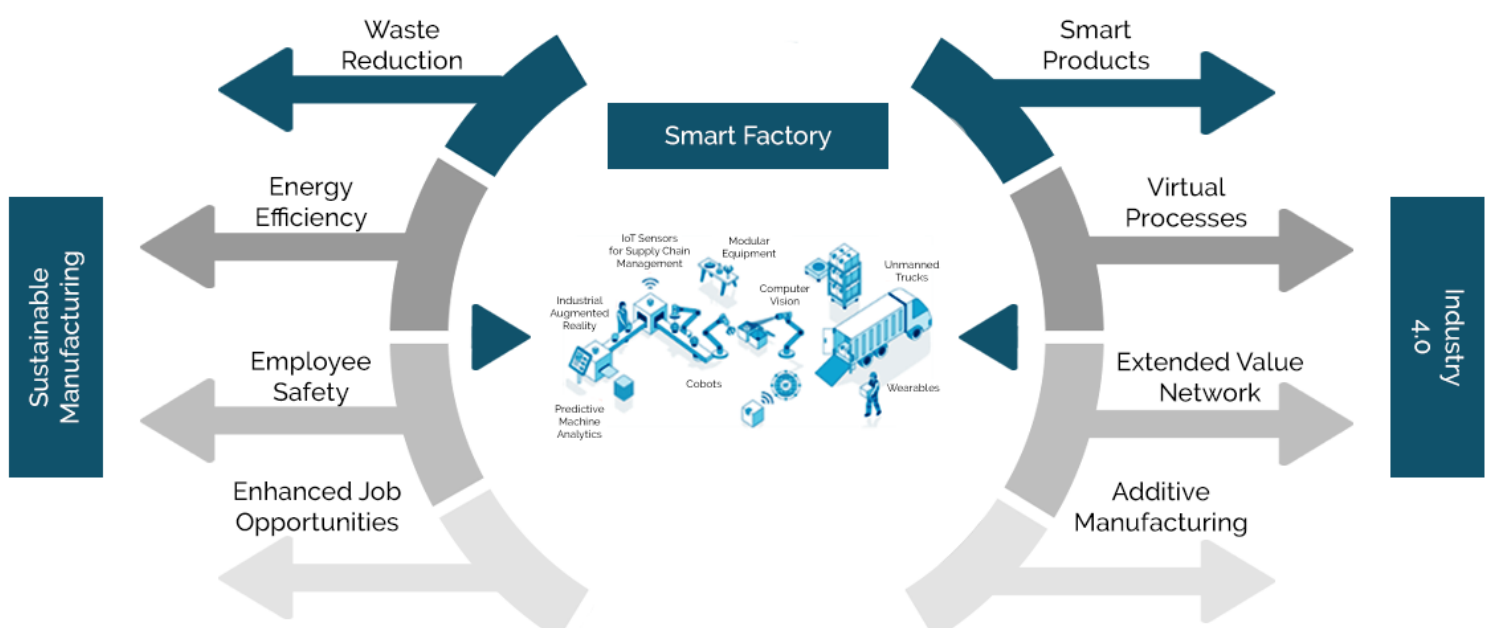 Waste
Reduction
Energy
Efficiency
Employee
Safety
Enhanced Job
Opportunities
Sustainable
Manufacturing
Smart Factory
IoT Sensors
for Supply Chain
Management
Modular
Equipment
Unmanned
Trucks
Computer
Vision
Industrial
Augmented
Reality
Cobots
Wearables
Predictive
Machine
Analytics
Smart
Products
Virtual
Processes
Extended Value
Network
Additive
Manufacturing
Industry
4.0